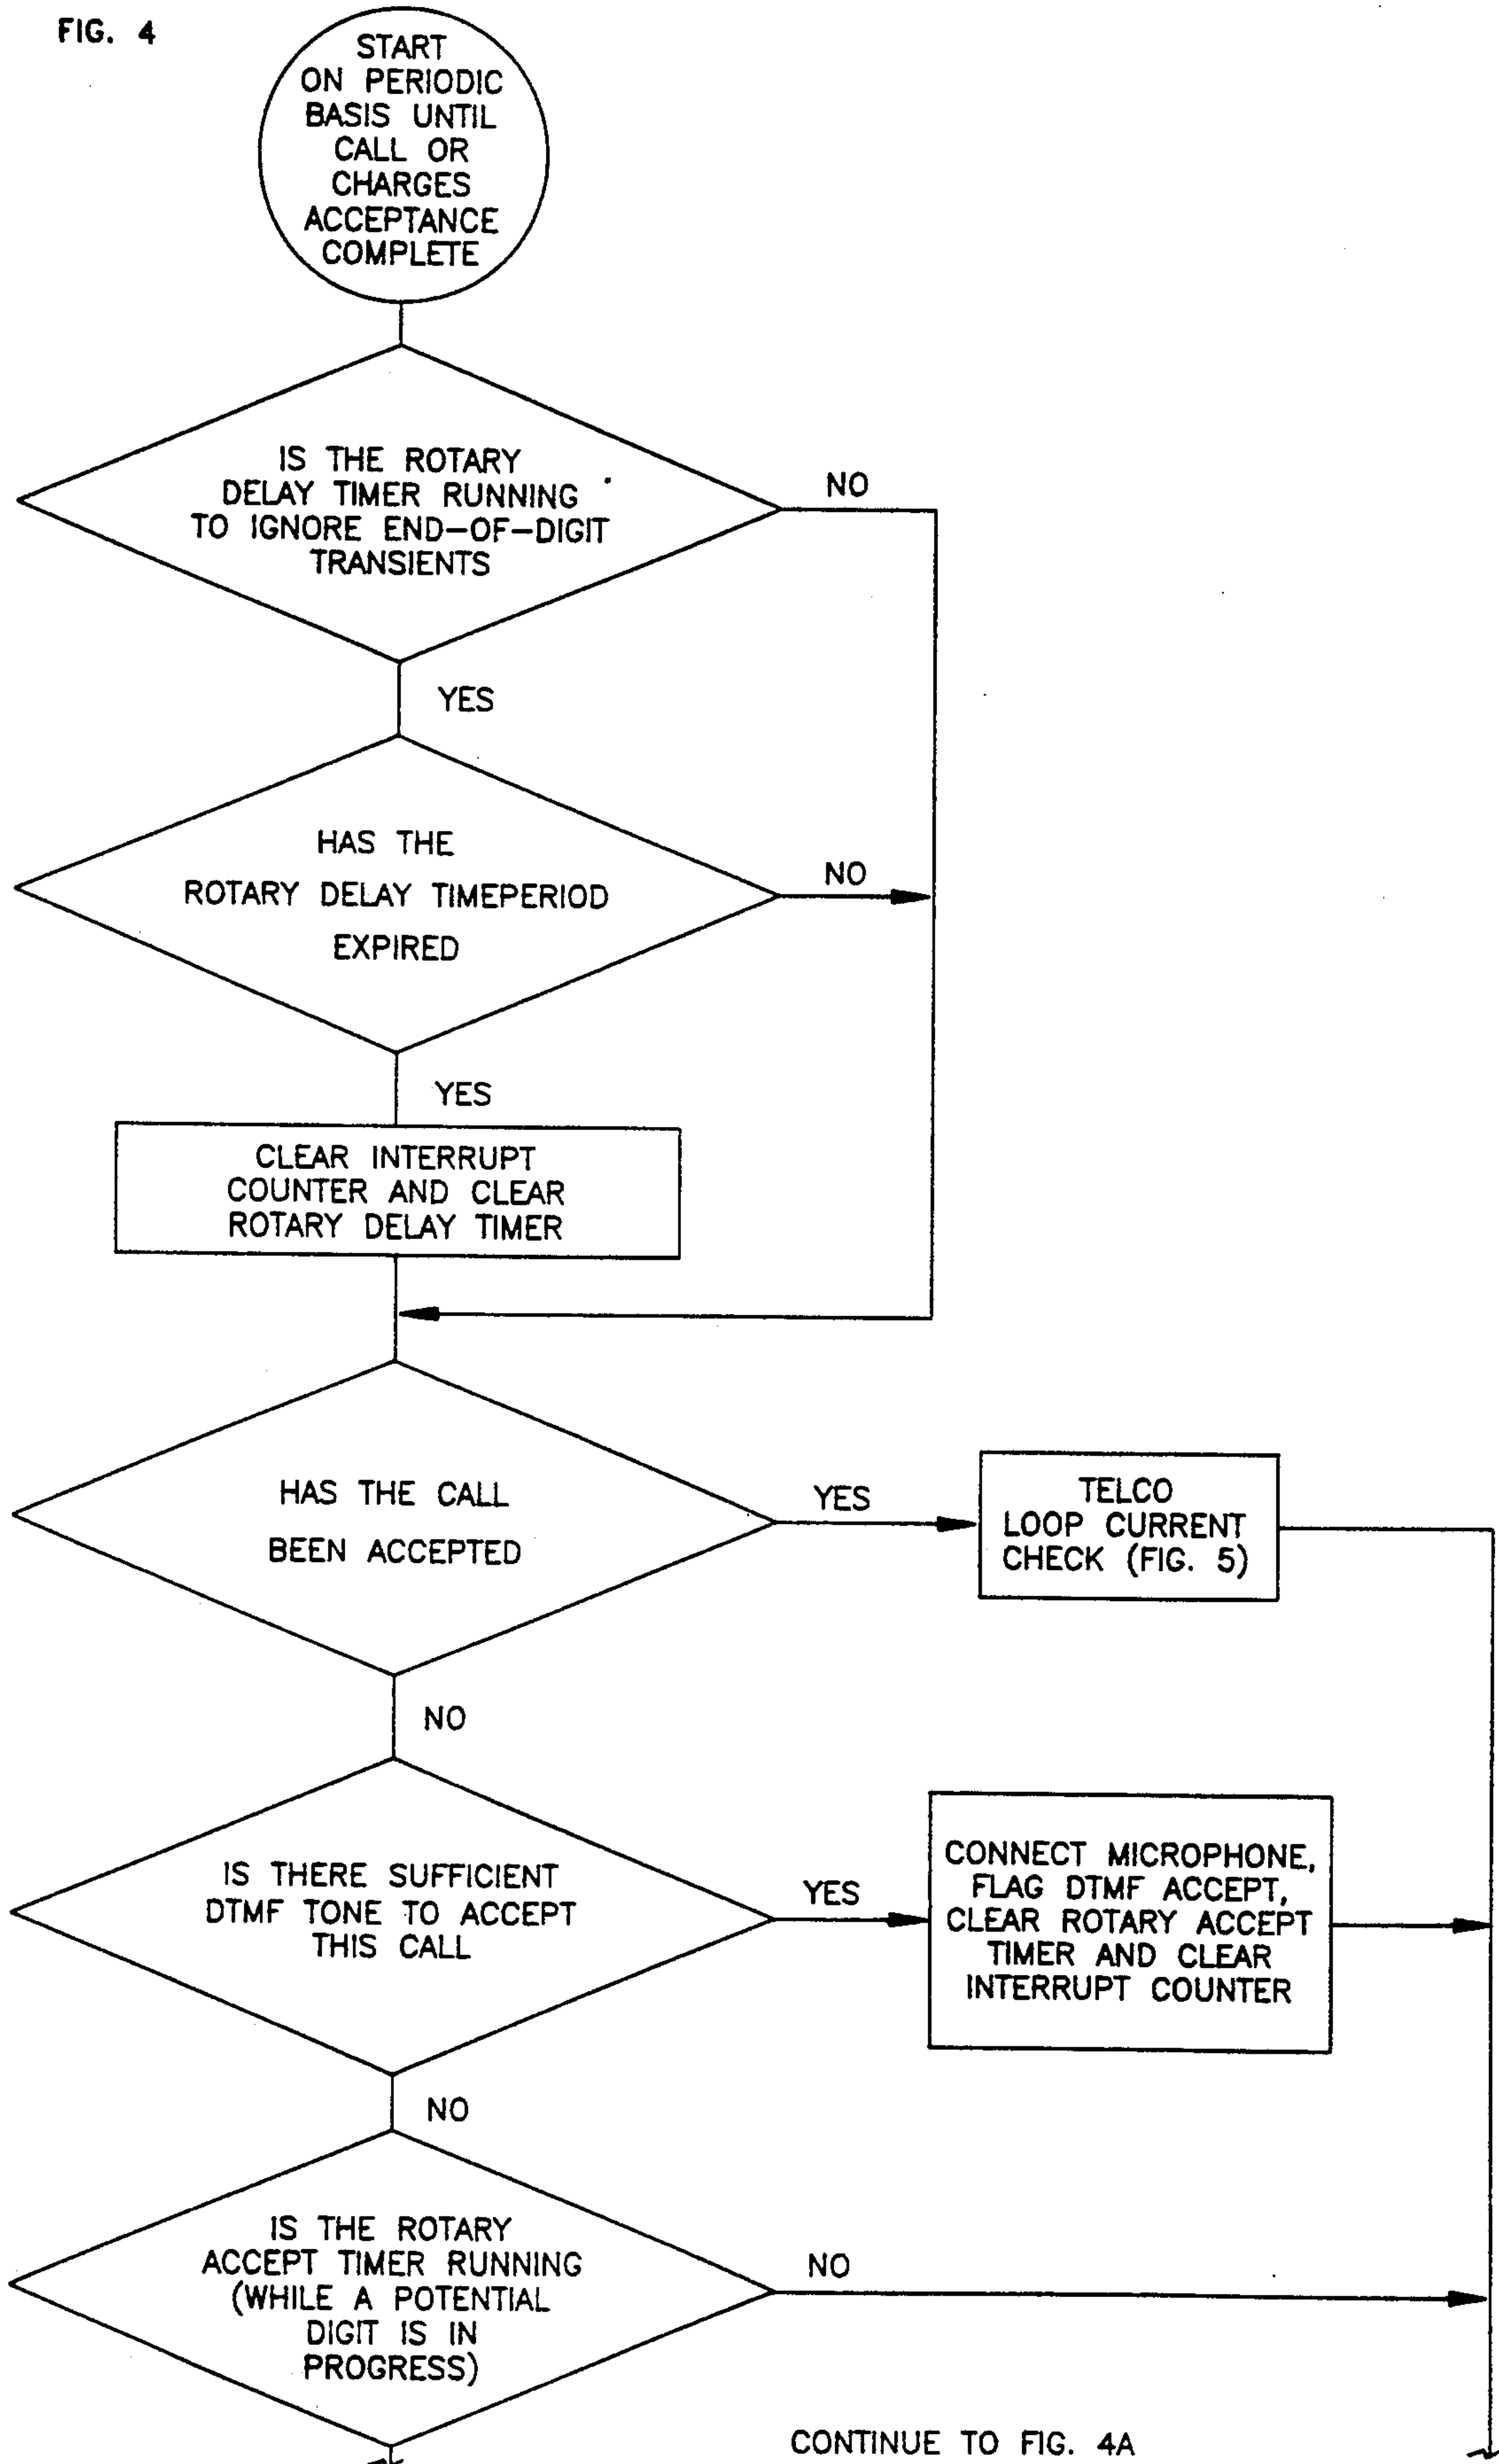 FIG. 4
START
ON PERIODIC
BASIS UNTIL
CALL OR
CHARGES
ACCEPTANCE
COMPLETE
IS THE ROTARY
DELAY TIMER RUNNING
TO IGNORE END-OF-DIGIT
TRANSIENTS
NO
YES
HAS THE
ROTARY DELAY TIMEPERIOD
EXPIRED
NO
YES
CLEAR INTERRUPT
COUNTER AND CLEAR
ROTARY DELAY TIMER
HAS THE CALL
BEEN ACCEPTED
YES
TELCO
LOOP CURRENT
CHECK (FIG. 5)
NO
IS THERE SUFFICIENT
DTMF TONE TO ACCEPT
THIS CALL
YES
CONNECT MICROPHONE,
FLAG DTMF ACCEPT,
CLEAR ROTARY ACCEPT
TIMER AND CLEAR
INTERRUPT COUNTER
NO
IS THE ROTARY
ACCEPT TIMER RUNNING
(WHILE A POTENTIAL
DIGIT IS IN
PROGRESS)
NO
CONTINUE TO FIG. 4A